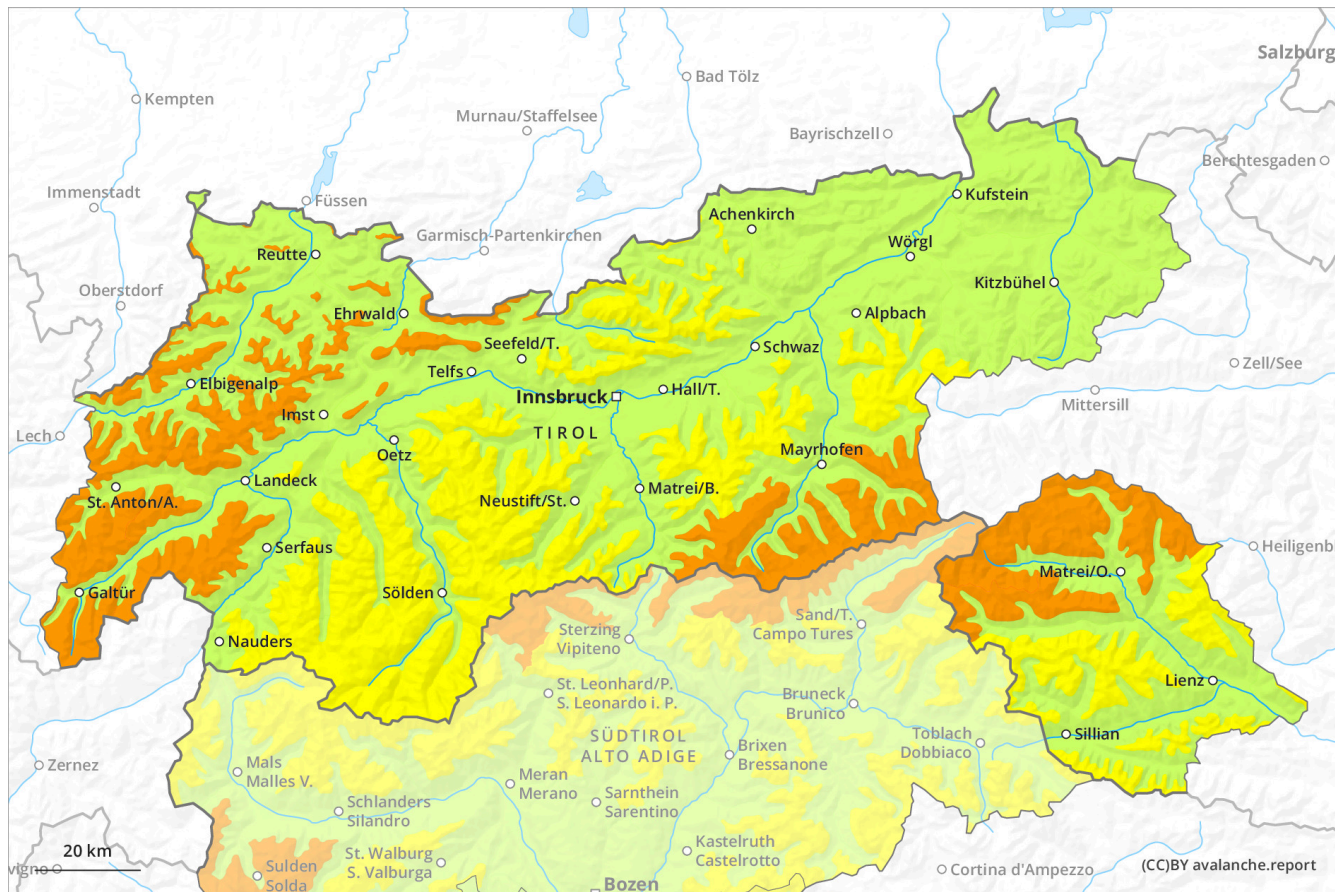 Salzburg
Bad Tölz
Kempten
Murnau/Staffelsee
Bayrischzell
Berchtesgaden
Immenstadt
Füssen
Kufstein
Achenkirch
Garmisch-Partenkirchen
Wörgl
Reutte
Oberstdorf
Kitzbühel
Ehrwald
Alpbach
Seefeld/T.
Schwaz
Zell/See
Telfs
Elbigenalp
Innsbruck
Hall/T.
Mittersill
Imst
Lech
TIROL
Oetz
Mayrhofen
Landeck
Matrei/B.
St. Anton/A.
Neustift/St.
Serfaus
Heiligenb
Matrei/O.
Galtür
Sölden
Sand/T.
Campo Tures
Sterzing
Vipiteno
Nauders
Lienz
St. Leonhard/P.
S. Leonardo i. P.
Bruneck
Brunico
SÜDTIROL
ALTO ADIGE
Toblach
Dobbiaco
Sillian
Brixen
Bressanone
Zernez
Mals
Malles V.
Meran
Merano
Sarnthein
Sarentino
Schlanders
Silandro
Kastelruth
Castelrotto
20 km
St. Walburg
S. Valburga
vigno
Sulden
Solda
Cortina d'Ampezzo
(CC)BY avalanche.report
Bozen